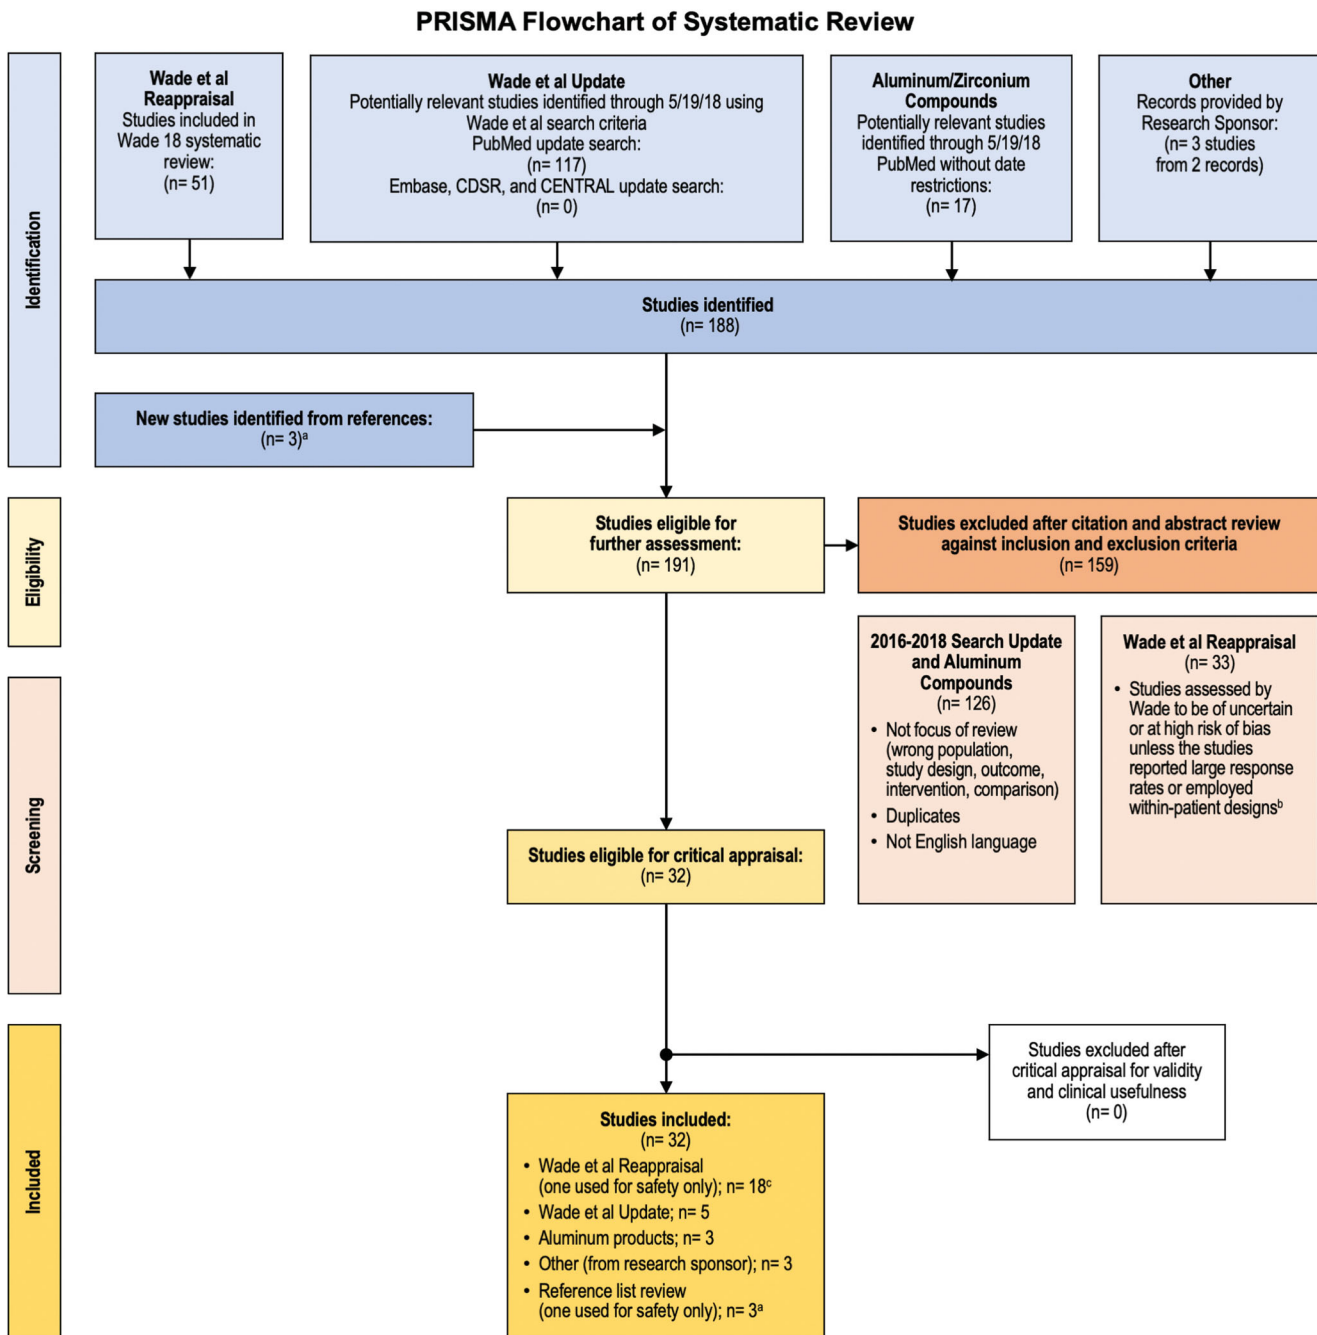 PRISMA Flowchart of Systematic Review
Identification
Wade et al
Reappraisal
Studies included in
Wade 18 systematic
review:
(n= 51)
Wade et al Update
Potentially relevant studies identified through 5/19/18 using
Wade et al search criteria
PubMed update search:
(n= 117)
Embase, CDSR, and CENTRAL update search:
(n= 0)
Aluminum/Zirconium
Compounds
Potentially relevant studies
identified through 5/19/18
PubMed without date
restrictions:
(n= 17)
Other
Records provided by
Research Sponsor:
(n= 3 studies
from 2 records)
Studies identified
(n= 188)
New studies identified from references:
(n= 3)ᵃ
Eligibility
Studies eligible for
further assessment:
(n= 191)
Studies excluded after citation and abstract review
against inclusion and exclusion criteria
(n= 159)
2016-2018 Search Update
and Aluminum
Compounds
(n= 126)
• Not focus of review
(wrong population,
study design, outcome,
intervention, comparison)
• Duplicates
• Not English language
Wade et al Reappraisal
(n= 33)
• Studies assessed by
Wade to be of uncertain
or at high risk of bias
unless the studies
reported large response
rates or employed
within-patient designsᵇ
Screening
Studies eligible for critical appraisal:
(n= 32)
Included
Studies excluded after
critical appraisal for validity
and clinical usefulness
(n= 0)
Studies included:
(n= 32)
• Wade et al Reappraisal
(one used for safety only); n= 18ᶜ
• Wade et al Update; n= 5
• Aluminum products; n= 3
• Other (from research sponsor); n= 3
• Reference list review
(one used for safety only); n= 3ᵃ